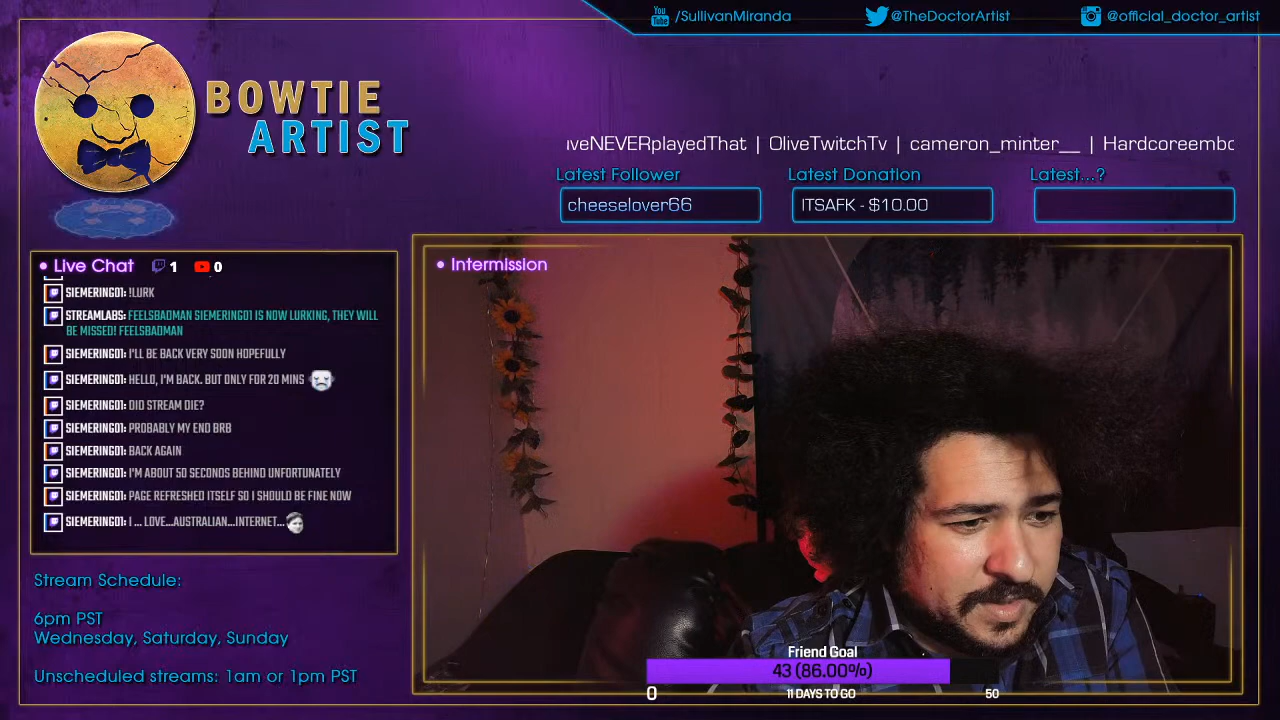 You Tube /SullivanMiranda
@TheDoctorArtist
@official_doctor_artist
BOWTIE
ARTIST
NEVERplayedThat | OliveTwitchTv | cameron_minter__ |
Latest Follower
Latest Donation
Latest...?
cheeselover66
ITSAFK - $10.00
• Live Chat
1
0
SIEMERING01: !LURK
STREAMLABS: FEELSBADMAN SIEMERING01 IS NOW LURKING, THEY WILL
BE MISSED! FEELSBADMAN
SIEMERING01: I'LL BE BACK VERY SOON HOPEFULLY
SIEMERING01: HELLO, I'M BACK. BUT ONLY FOR 20 MINS
SIEMERING01: DID STREAM DIE?
SIEMERING01: PROBABLY MY END BRB
SIEMERING01: BACK AGAIN
SIEMERING01: I'M ABOUT 50 SECONDS BEHIND UNFORTUNATELY
SIEMERING01: PAGE REFRESHED ITSELF SO I SHOULD BE FINE NOW
SIEMERING01: I ... LOVE...AUSTRALIAN...INTERNET...
Stream Schedule:
6pm PST
Wednesday, Saturday, Sunday
Unscheduled streams: 1am or 1pm PST
• Intermission
Friend Goal
43 (86.00%)
0
11 DAYS TO GO
50